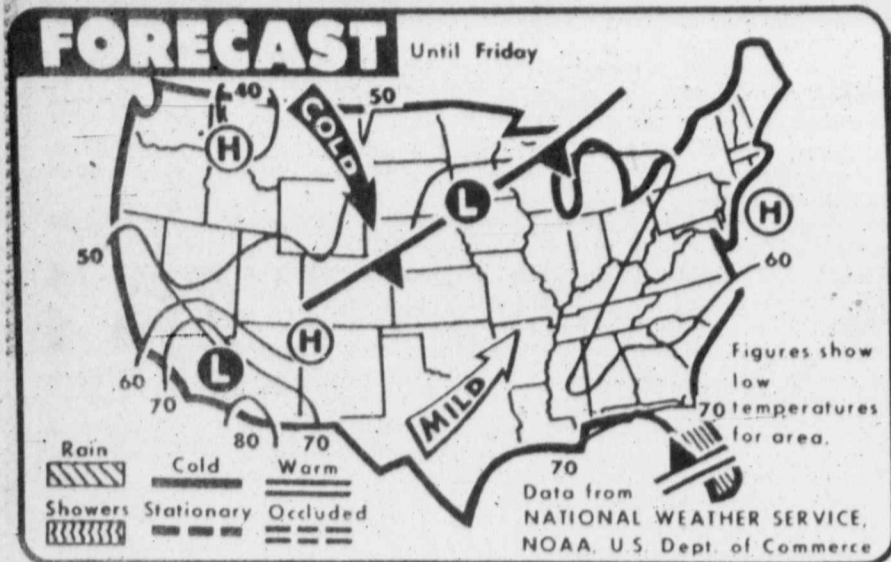 FORECAST Until Friday
40
50
COLD
H
L
H
50
60
H
Figures show
low
temperatures
for area.
60
70
L
80
70
MILD
70
70
Rain
Cold
Warm
Showers
Stationary
Occluded
Data from
NATIONAL WEATHER SERVICE,
NOAA, U.S. Dept. of Commerce